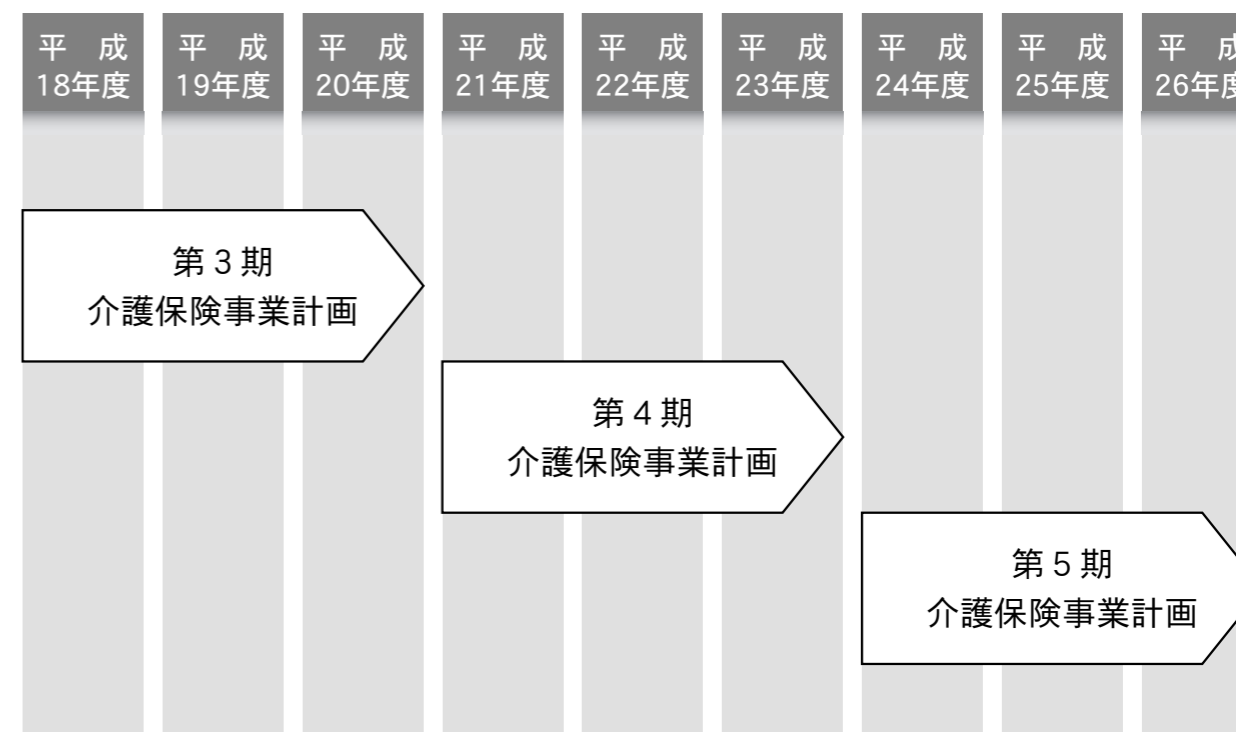 平成 平成 平成 平成 平成 平成 平成 平成 平成
18年度 19年度 20年度 21年度 22年度 23年度 24年度 25年度 26年度
第3期
介護保険事業計画
第4期
介護保険事業計画
第5期
介護保険事業計画